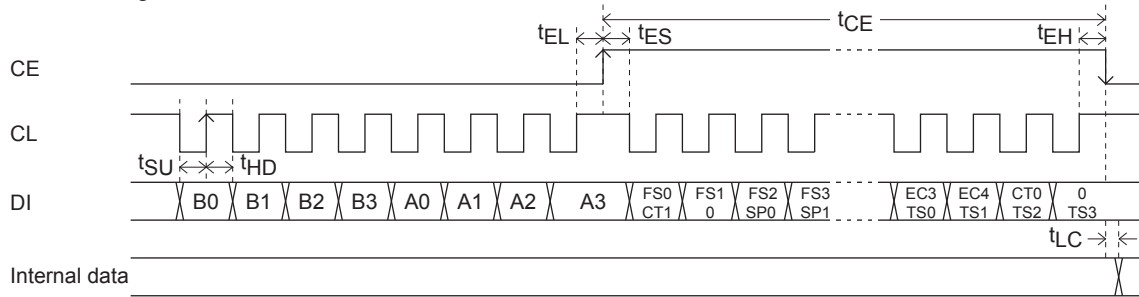 tCE
tEL tES tEH
CE
CL
tSU tHD
DI B0 B1 B2 B3 A0 A1 A2 A3 FS0 FS1 FS2 FS3 EC3 EC4 CT0 0
CT1 0 SP0 SP1 TS0 TS1 TS2 TS3
tLC
Internal data